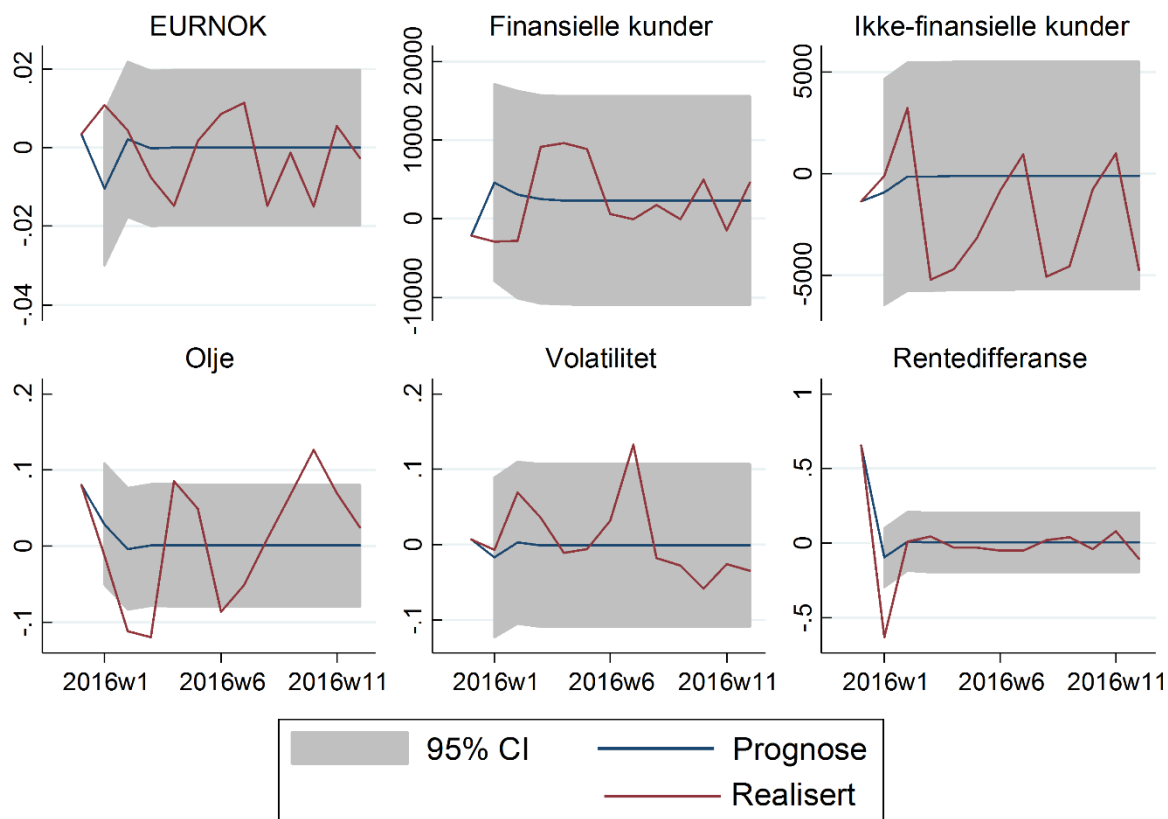 EURNOK
Finansielle kunder
Ikke-finansielle kunder
.02
0
-.02
-.04
20000
10000
0
-10000
5000
0
-5000
Olje
Volatilitet
Rentedifferanse
.2
.1
0
-.1
.2
.1
0
-.1
1
.5
0
-.5
2016w1
2016w6
2016w11
2016w1
2016w6
2016w11
2016w1
2016w6
2016w11
95% CI
Prognose
Realisert